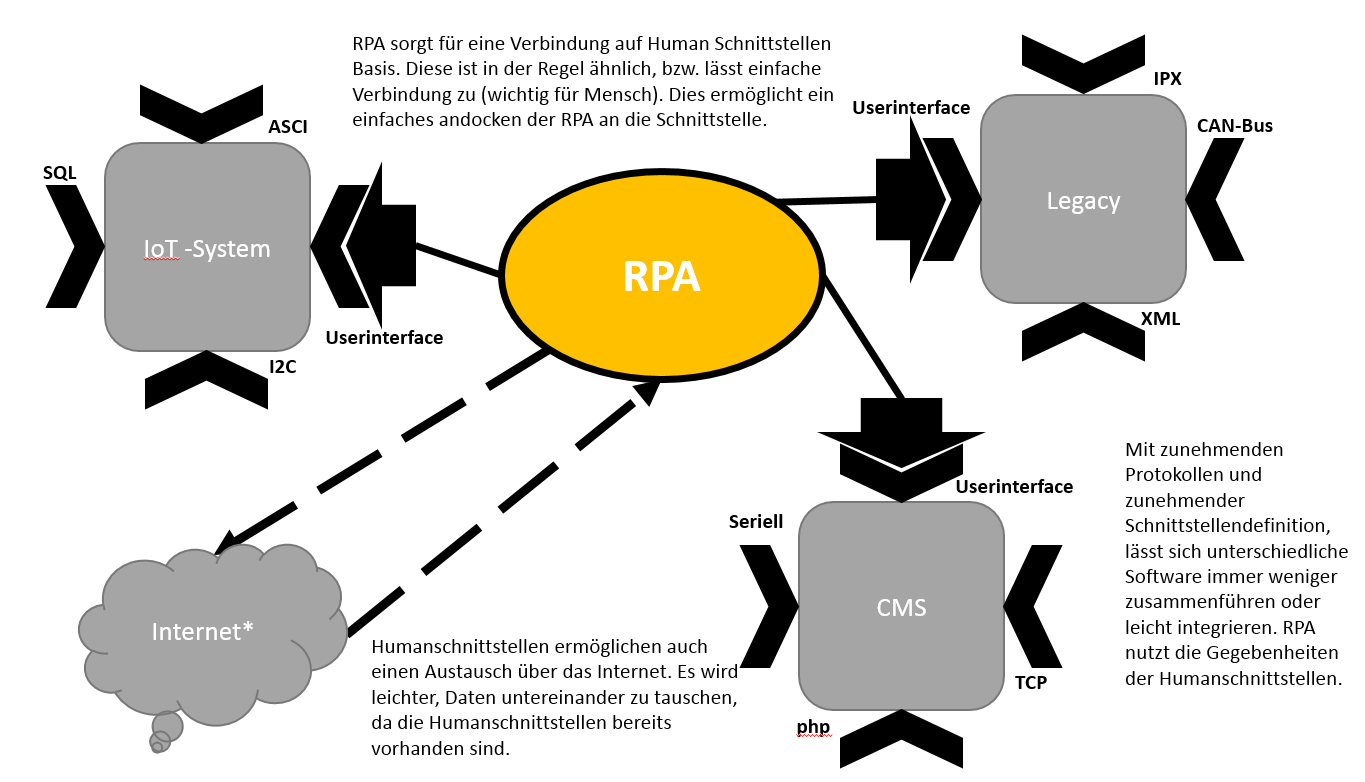 RPA sorgt für eine Verbindung auf Human Schnittstellen
Basis. Diese ist in der Regel ähnlich, bzw. lässt einfache
Verbindung zu (wichtig für Mensch). Dies ermöglicht ein
einfaches andocken der RPA an die Schnittstelle.
ASCI
SQL
IoT -System
I2C
Userinterface
RPA
Userinterface
IPX
CAN-Bus
Legacy
XML
Internet*
Humanschnittstellen ermöglichen auch
einen Austausch über das Internet. Es wird
leichter, Daten untereinander zu tauschen,
da die Humanschnittstellen bereits
vorhanden sind.
Userinterface
Seriell
CMS
TCP
php
Mit zunehmenden
Protokollen und
zunehmender
Schnittstellendefinition,
lässt sich unterschiedliche
Software immer weniger
zusammenführen oder
leicht integrieren. RPA
nutzt die Gegebenheiten
der Humanschnittstellen.